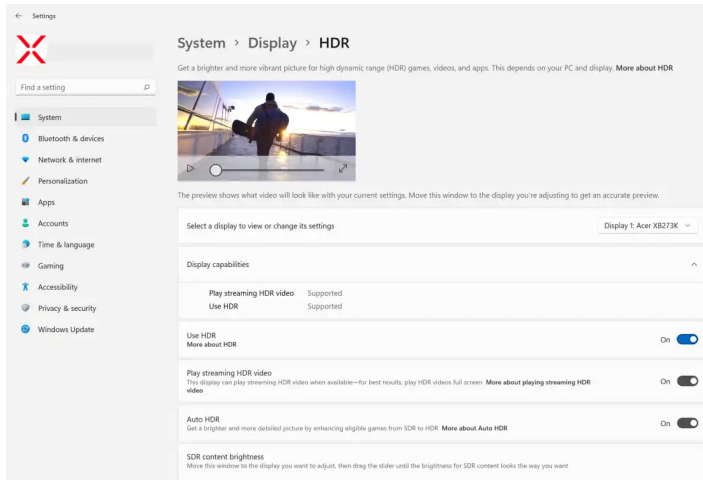 ← Settings
System > Display > HDR
Get a brighter and more vibrant picture for high dynamic range (HDR) games, videos, and apps. This depends on your PC and display. More about HDR
Find a setting
System
Bluetooth & devices
Network & internet
Personalization
Apps
Accounts
Time & language
Gaming
Accessibility
Privacy & security
Windows Update
The preview shows what video will look like with your current settings. Move this window to the display you're adjusting to get an accurate preview.
Select a display to view or change its settings
Display 1: Acer XB273K
Display capabilities
Play streaming HDR video Supported
Use HDR Supported
Use HDR
More about HDR
On
Play streaming HDR video
This display can play streaming HDR video when available—for best results, play HDR videos full screen More about playing streaming HDR
video
On
Auto HDR
Get a brighter and more detailed picture by enhancing eligible games from SDR to HDR More about Auto HDR
On
SDR content brightness
Move this window to the display you want to adjust, then drag the slider until the brightness for SDR content looks the way you want